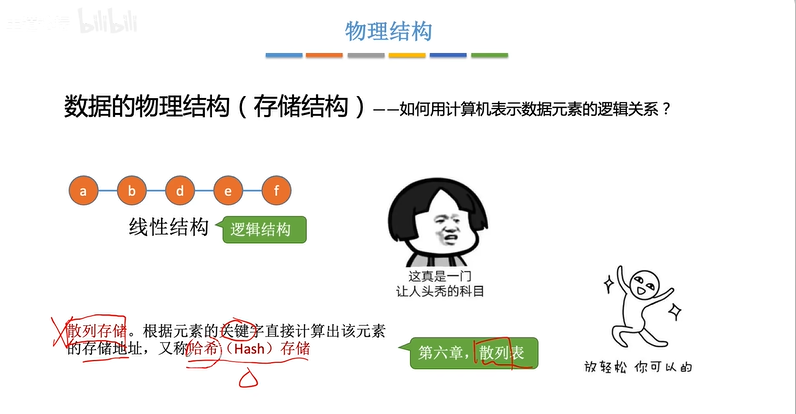 bilibili
物理结构
数据的物理结构（存储结构）——如何用计算机表示数据元素的逻辑关系？
a b d e f
线性结构 逻辑结构
这真是一门
让人头秃的科目
散列存储。根据元素的关键字直接计算出该元素
的存储地址，又称哈希（Hash）存储
第六章，散列表
放轻松 你可以的